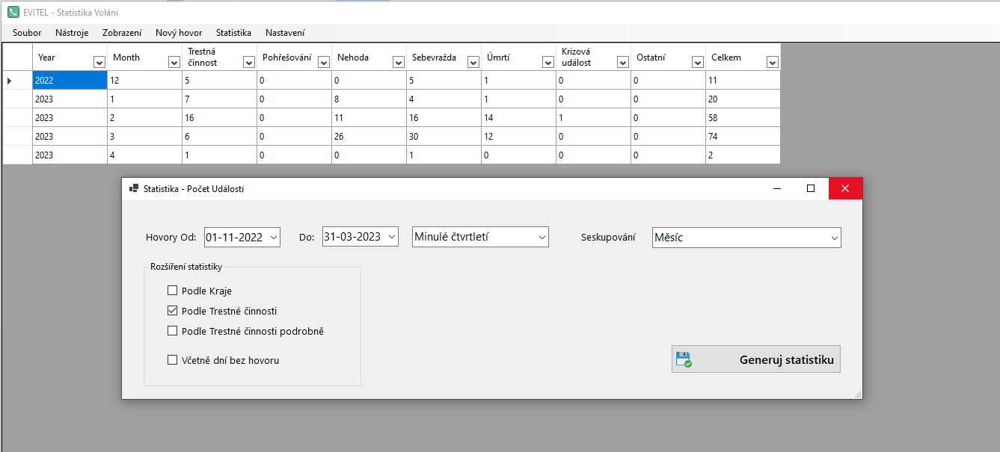 EVITEL - Statistika Volání
Soubor Nástroje Zobrazení Nový hovor Statistika Nastavení
Year Month Trestná činnost Pohřešování Nehoda Sebevražda Úmrtí Krizová událost Ostatní Celkem
2022 12 5 0 0 5 1 0 0 11
2023 1 7 0 8 4 1 0 0 20
2023 2 16 0 11 16 14 1 0 58
2023 3 6 0 26 30 12 0 0 74
2023 4 1 0 0 1 0 0 0 2
Statistika - Počet Událostí
Hovory Od: 01-11-2022 Do: 31-03-2023 Minulé čtvrtletí Seskupování Měsíc
Rozšíření statistiky
Podle Kraje
Podle Trestné činnosti
Podle Trestné činnosti podrobně
Včetně dní bez hovoru
Generuj statistiku